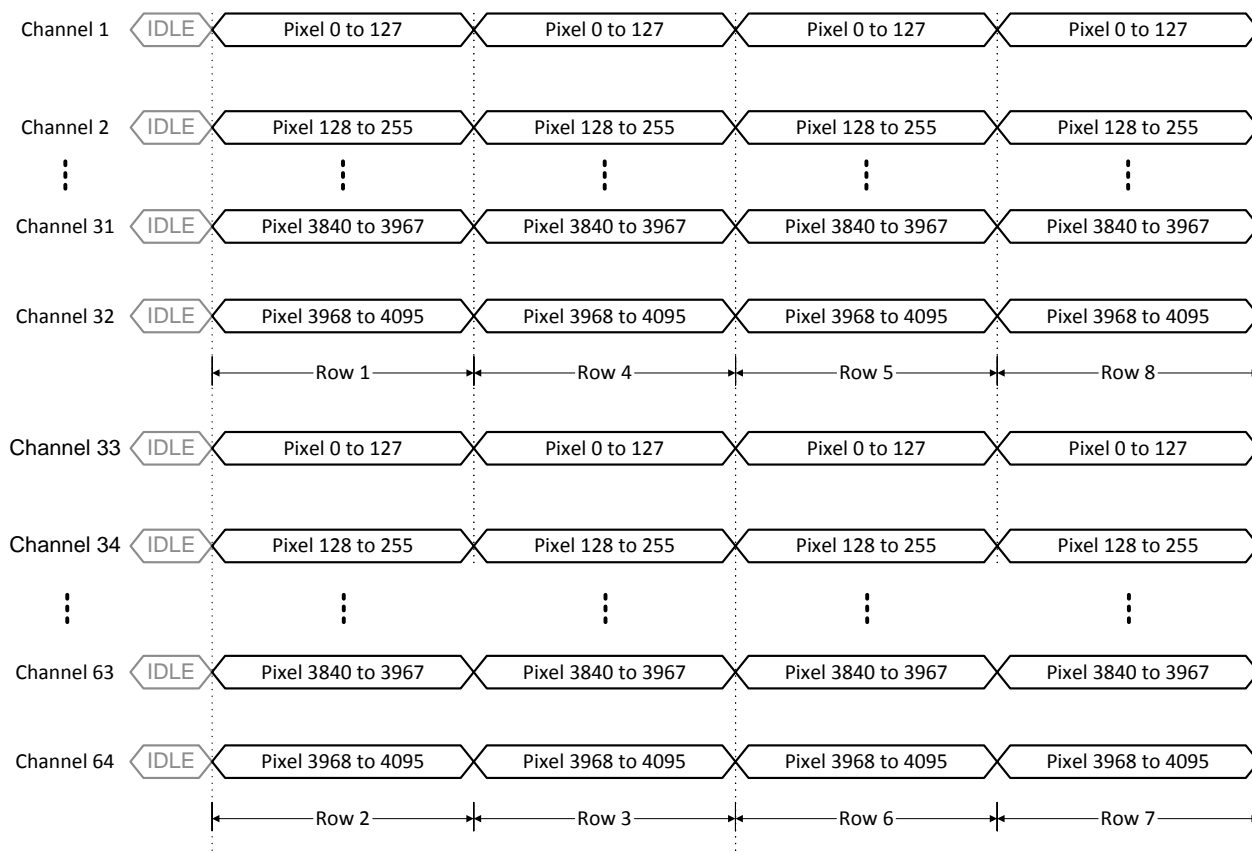 Channel 1 IDLE Pixel 0 to 127 Pixel 0 to 127 Pixel 0 to 127 Pixel 0 to 127
Channel 2 IDLE Pixel 128 to 255 Pixel 128 to 255 Pixel 128 to 255 Pixel 128 to 255
Channel 31 IDLE Pixel 3840 to 3967 Pixel 3840 to 3967 Pixel 3840 to 3967 Pixel 3840 to 3967
Channel 32 IDLE Pixel 3968 to 4095 Pixel 3968 to 4095 Pixel 3968 to 4095 Pixel 3968 to 4095
Row 1 Row 4 Row 5 Row 8
Channel 33 IDLE Pixel 0 to 127 Pixel 0 to 127 Pixel 0 to 127 Pixel 0 to 127
Channel 34 IDLE Pixel 128 to 255 Pixel 128 to 255 Pixel 128 to 255 Pixel 128 to 255
Channel 63 IDLE Pixel 3840 to 3967 Pixel 3840 to 3967 Pixel 3840 to 3967 Pixel 3840 to 3967
Channel 64 IDLE Pixel 3968 to 4095 Pixel 3968 to 4095 Pixel 3968 to 4095 Pixel 3968 to 4095
Row 2 Row 3 Row 6 Row 7